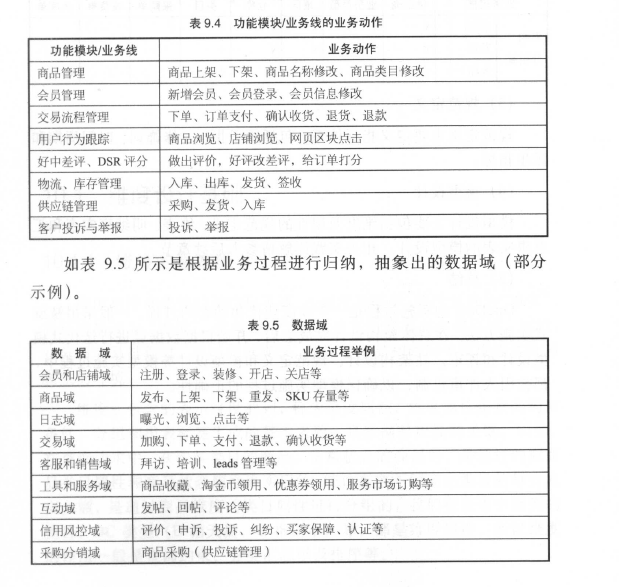 表 9.4 功能模块/业务线的业务动作
功能模块/业务线 业务动作
商品管理 商品上架、下架、商品名称修改、商品类目修改
会员管理 新增会员、会员登录、会员信息修改
交易流程管理 下单、订单支付、确认收货、退货、退款
用户行为跟踪 商品浏览、店铺浏览、网页区块点击
好中差评、DSR 评分 做出评价，好评改差评，给订单打分
物流、库存管理 入库、出库、发货、签收
供应链管理 采购、发货、入库
客户投诉与举报 投诉、举报
如表 9.5 所示是根据业务过程进行归纳，抽象出的数据域（部分
示例）。
表 9.5 数据域
数 据 域 业务过程举例
会员和店铺域 注册、登录、装修、开店、关店等
商品域 发布、上架、下架、重发、SKU 存量等
日志域 曝光、浏览、点击等
交易域 加购、下单、支付、退款、确认收货等
客服和销售域 拜访、培训、leads 管理等
工具和服务域 商品收藏、淘金币领用、优惠券领用、服务市场订购等
互动域 发帖、回帖、评论等
信用风控域 评价、申诉、投诉、纠纷、买家保障、认证等
采购分销域 商品采购（供应链管理）